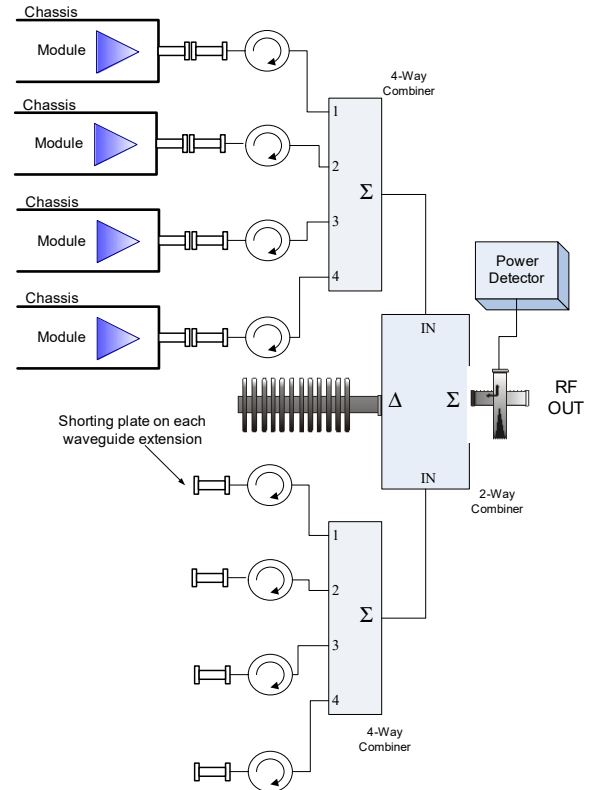 Chassis
Module
Chassis
Module
Chassis
Module
Chassis
Module
4-Way
Combiner
1
2
3
4
Σ
Power
Detector
IN
Δ
Σ
IN
RF
OUT
2-Way
Combiner
Shorting plate on each
waveguide extension
1
2
3
4
Σ
4-Way
Combiner